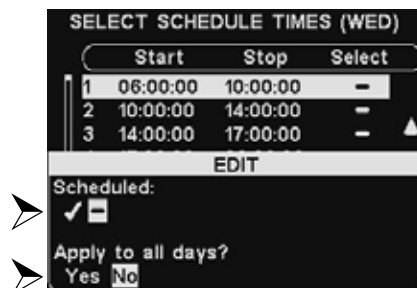 SELECT SCHEDULE TIMES (WED)
Start Stop Select
1 06:00:00 10:00:00 –
2 10:00:00 14:00:00 –
3 14:00:00 17:00:00 –
EDIT
Scheduled:
✓ –
Apply to all days?
Yes No